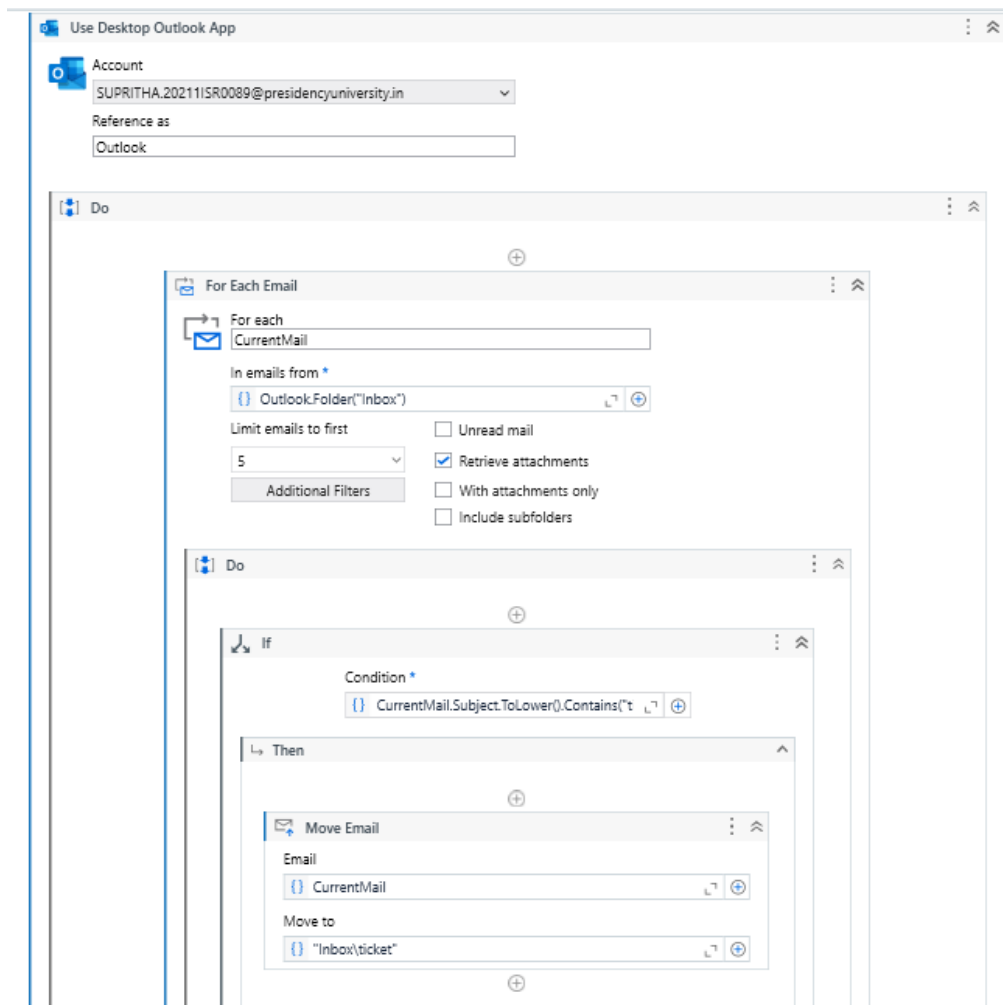 Use Desktop Outlook App
Account
SUPRITHA.20211ISR0089@presidencyuniversity.in
Reference as
Outlook
Do
For Each Email
For each
CurrentMail
In emails from *
{} Outlook.Folder("Inbox")
Limit emails to first
Unread mail
5
Retrieve attachments
Additional Filters
With attachments only
Include subfolders
Do
If
Condition *
{} CurrentMail.Subject.ToLower().Contains("t
Then
Move Email
Email
{} CurrentMail
Move to
{} "Inbox\ticket"